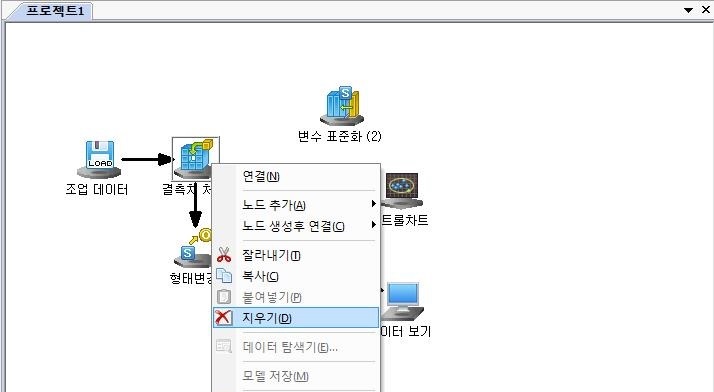 프로젝트1
변수 표준화 (2)
LOAD
조업 데이터
결측치 처
연결(N)
노드 추가(A)
노드 생성후 연결(C)
트롤차트
잘라내기(T)
형태변경
복사(C)
붙여넣기(P)
지우기(D)
이터 보기
데이터 탐색기(E)...
모델 저장(M)